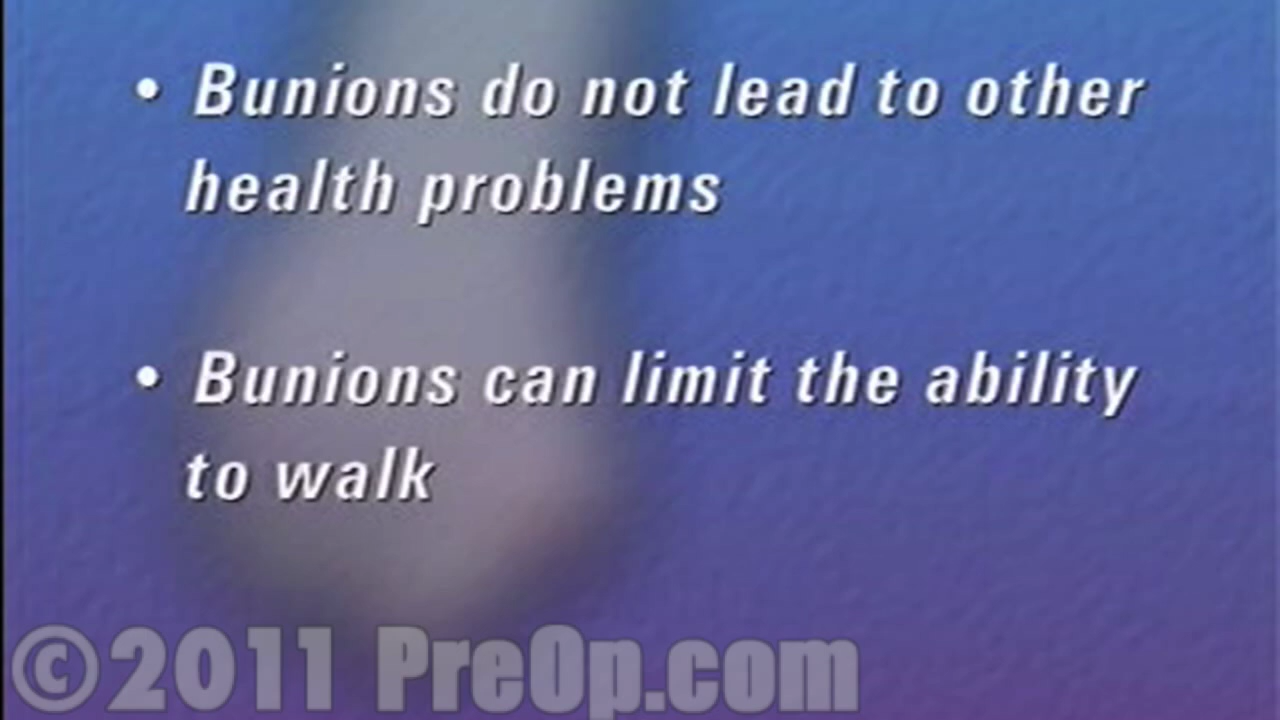 • Bunions do not lead to other
health problems
• Bunions can limit the ability
to walk
© 2011 PreOp.com